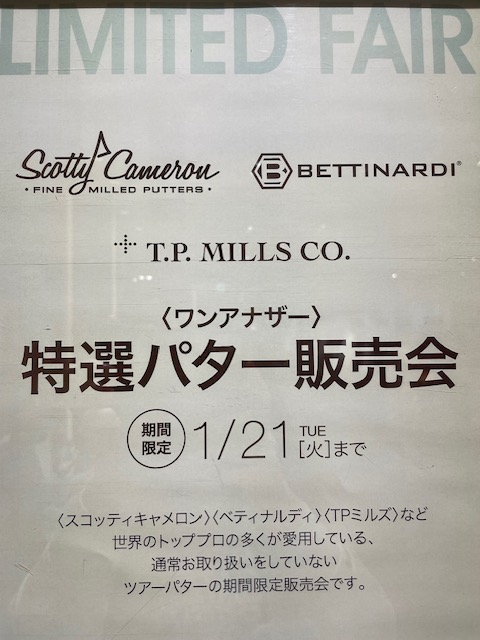 LIMITED FAIR
Scotty Cameron
• FINE MILLED PUTTERS •
B BETTINARDI®
T.P. MILLS CO.
〈ワンアナザー〉
特選パター販売会
期間
限定
1/21 TUE
[火]まで
〈スコッティキャメロン〉〈ベティナルディ〉〈TPミルズ〉など
世界のトッププロの多くが愛用している、
通常お取り扱いをしていない
ツアーパターの期間限定販売会です。